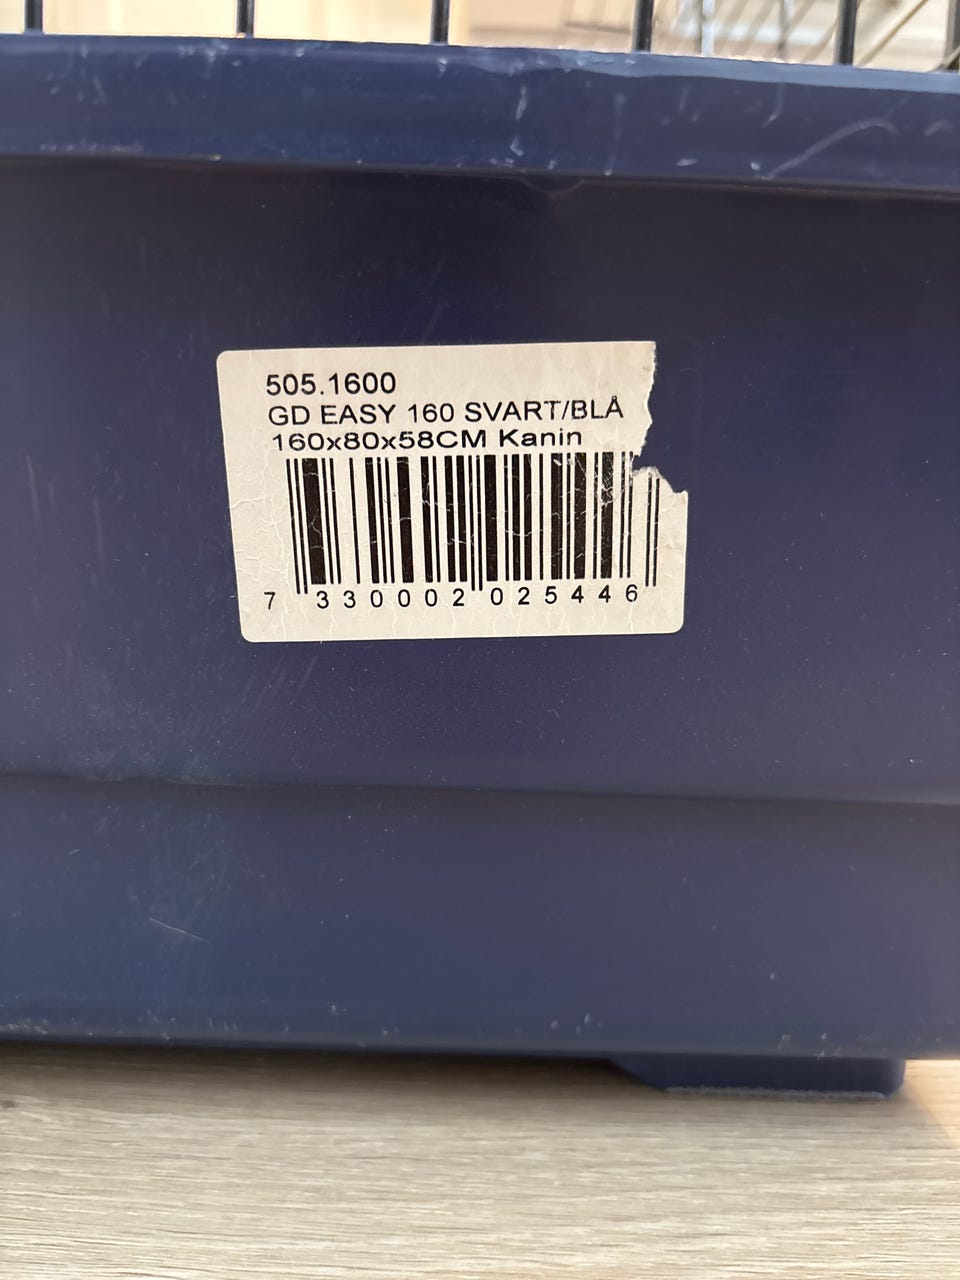 505.1600
GD EASY 160 SVART/BLÅ
160x80x58CM Kanin
7 330002 025446